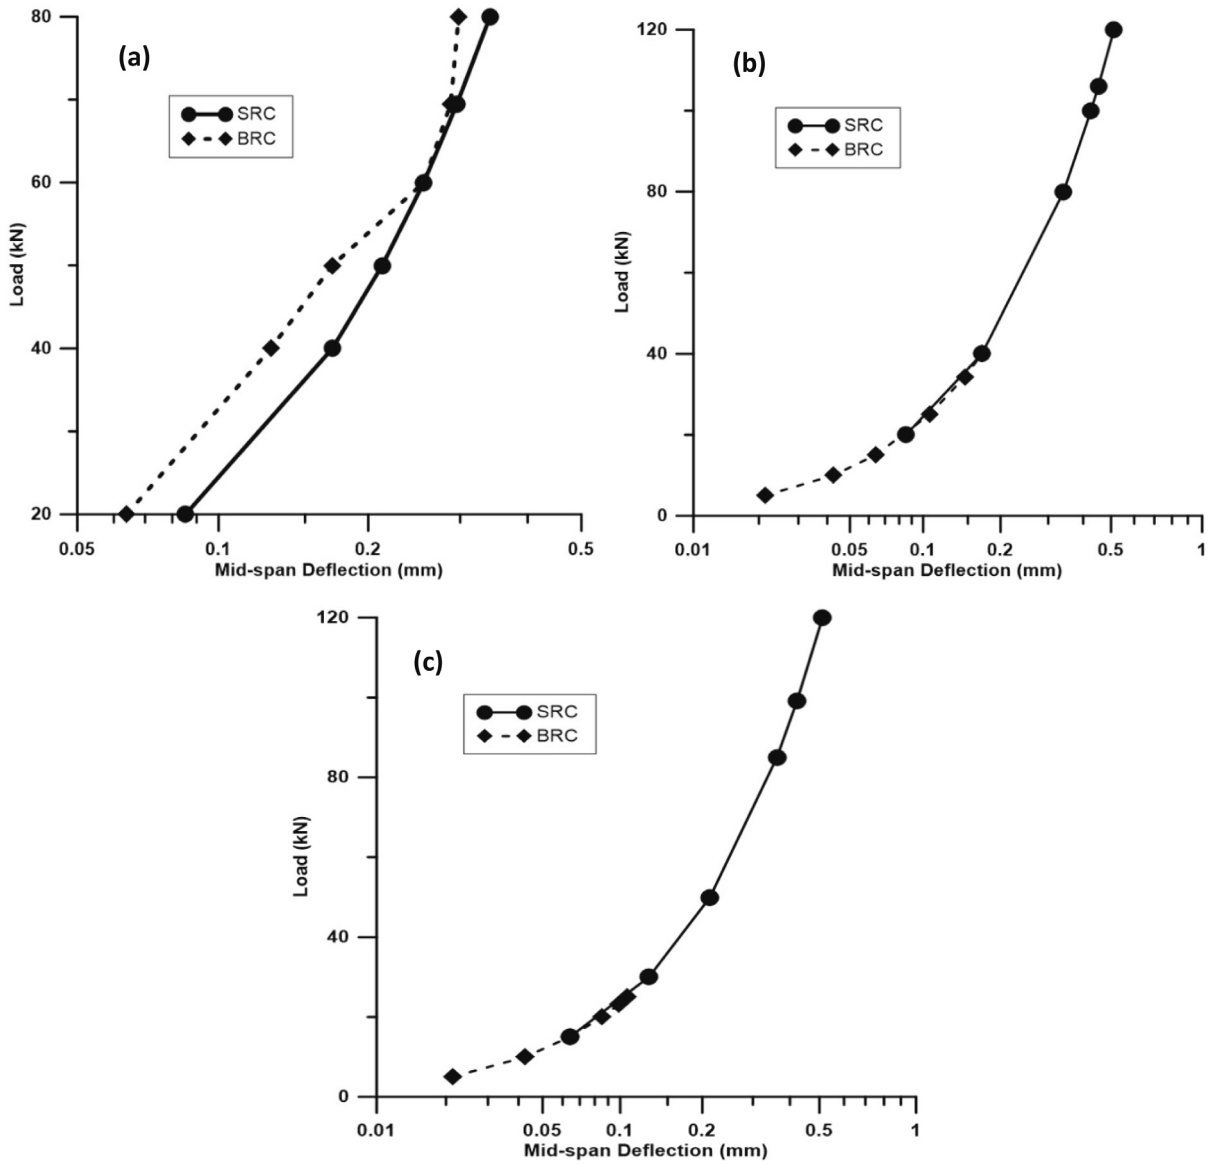 80
(a)
SRC
BRC
60
Load (kN)
40
20
0.05 0.1 0.2 0.5
Mid-span Deflection (mm)
120
(b)
SRC
BRC
80
Load (kN)
40
0
0.01 0.05 0.1 0.2 0.5 1
Mid-span Deflection (mm)
120
(c)
SRC
BRC
80
Load (kN)
40
0
0.01 0.05 0.1 0.2 0.5 1
Mid-span Deflection (mm)